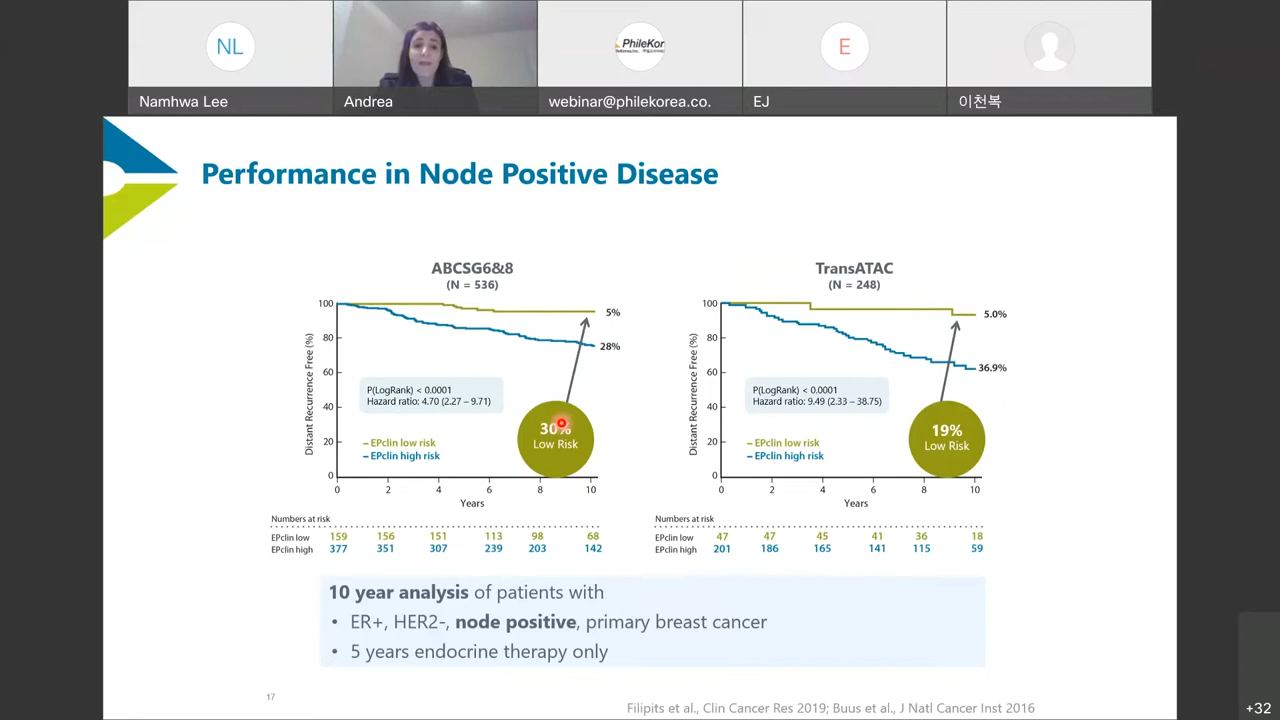 NL
PhileKor
E
Namhwa Lee
Andrea
webinar@philekorea.co.
EJ
이천복
Performance in Node Positive Disease
ABCSG6&8
(N = 536)
100
80
60
40
20
0
Distant Recurrence Free (%)
5%
28%
P(LogRank) < 0.0001
Hazard ratio: 4.70 (2.27 – 9.71)
– EPclin low risk
– EPclin high risk
30%
Low Risk
0 2 4 6 8 10
Years
Numbers at risk
EPclin low 159 156 151 113 98 68
EPclin high 377 351 307 239 203 142
TransATAC
(N = 248)
100
80
60
40
20
0
Distant Recurrence Free (%)
5.0%
36.9%
P(LogRank) < 0.0001
Hazard ratio: 9.49 (2.33 – 38.75)
– EPclin low risk
– EPclin high risk
19%
Low Risk
0 2 4 6 8 10
Years
Numbers at risk
EPclin low 47 47 45 41 36 18
EPclin high 201 186 165 141 115 59
10 year analysis of patients with
• ER+, HER2-, node positive, primary breast cancer
• 5 years endocrine therapy only
17
Filipits et al., Clin Cancer Res 2019; Buus et al., J Natl Cancer Inst 2016
+32